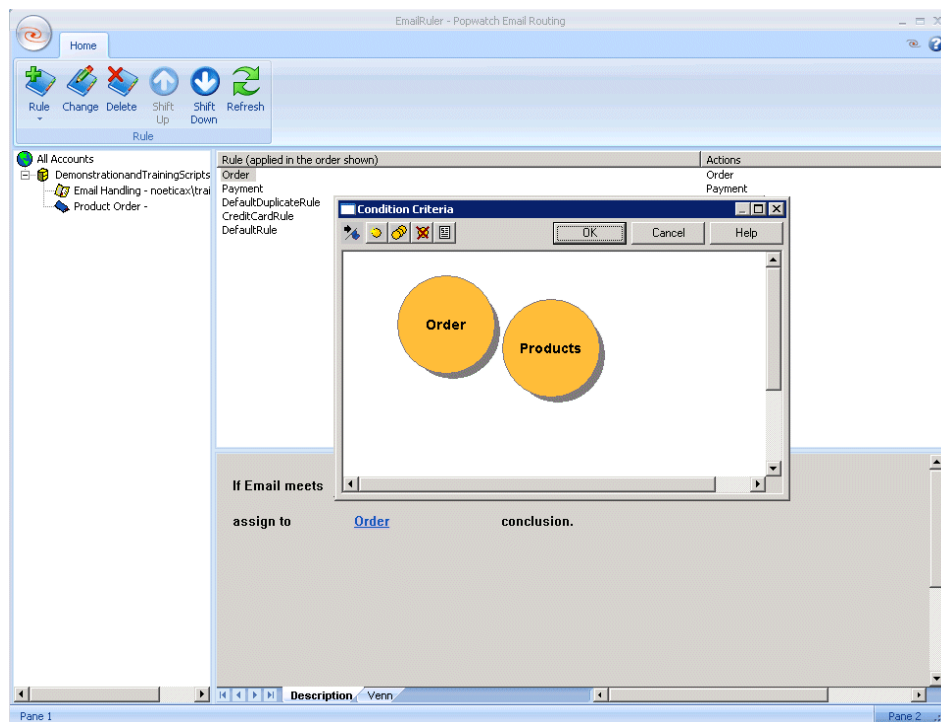 EmailRuler - Popwatch Email Routing
Home
Rule Change Delete Shift Up Shift Down Refresh
Rule
All Accounts
DemonstrationandTrainingScripts
Email Handling - noeticax\trai
Product Order -
Rule (applied in the order shown) Actions
Order Order
Payment Payment
DefaultDuplicateRule
CreditCardRule
DefaultRule
Condition Criteria
OK Cancel Help
Order
Products
If Email meets
assign to Order conclusion.
Description Venn
Pane 1 Pane 2